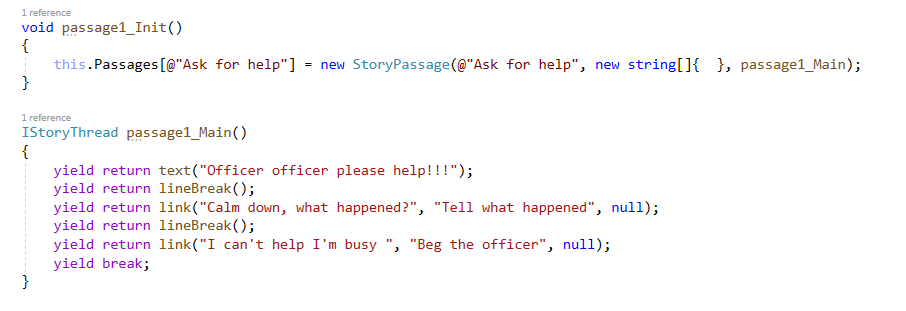 1 reference
void passage1_Init()
{
this.Passages[@"Ask for help"] = new StoryPassage(@"Ask for help", new string[]{  }, passage1_Main);
}
1 reference
IStoryThread passage1_Main()
{
yield return text("Officer officer please help!!!");
yield return lineBreak();
yield return link("Calm down, what happened?", "Tell what happened", null);
yield return lineBreak();
yield return link("I can't help I'm busy ", "Beg the officer", null);
yield break;
}